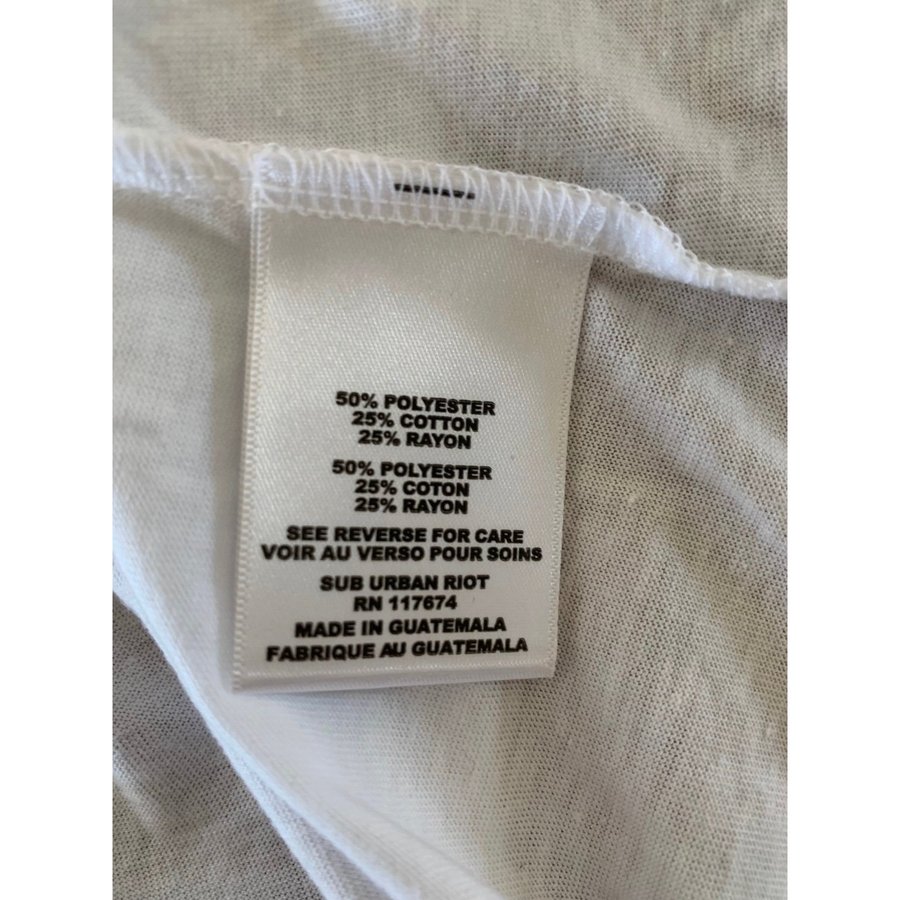 50% POLYESTER
25% COTTON
25% RAYON
50% POLYESTER
25% COTON
25% RAYON
SEE REVERSE FOR CARE
VOIR AU VERSO POUR SOINS
SUB URBAN RIOT
RN 117674
MADE IN GUATEMALA
FABRIQUE AU GUATEMALA